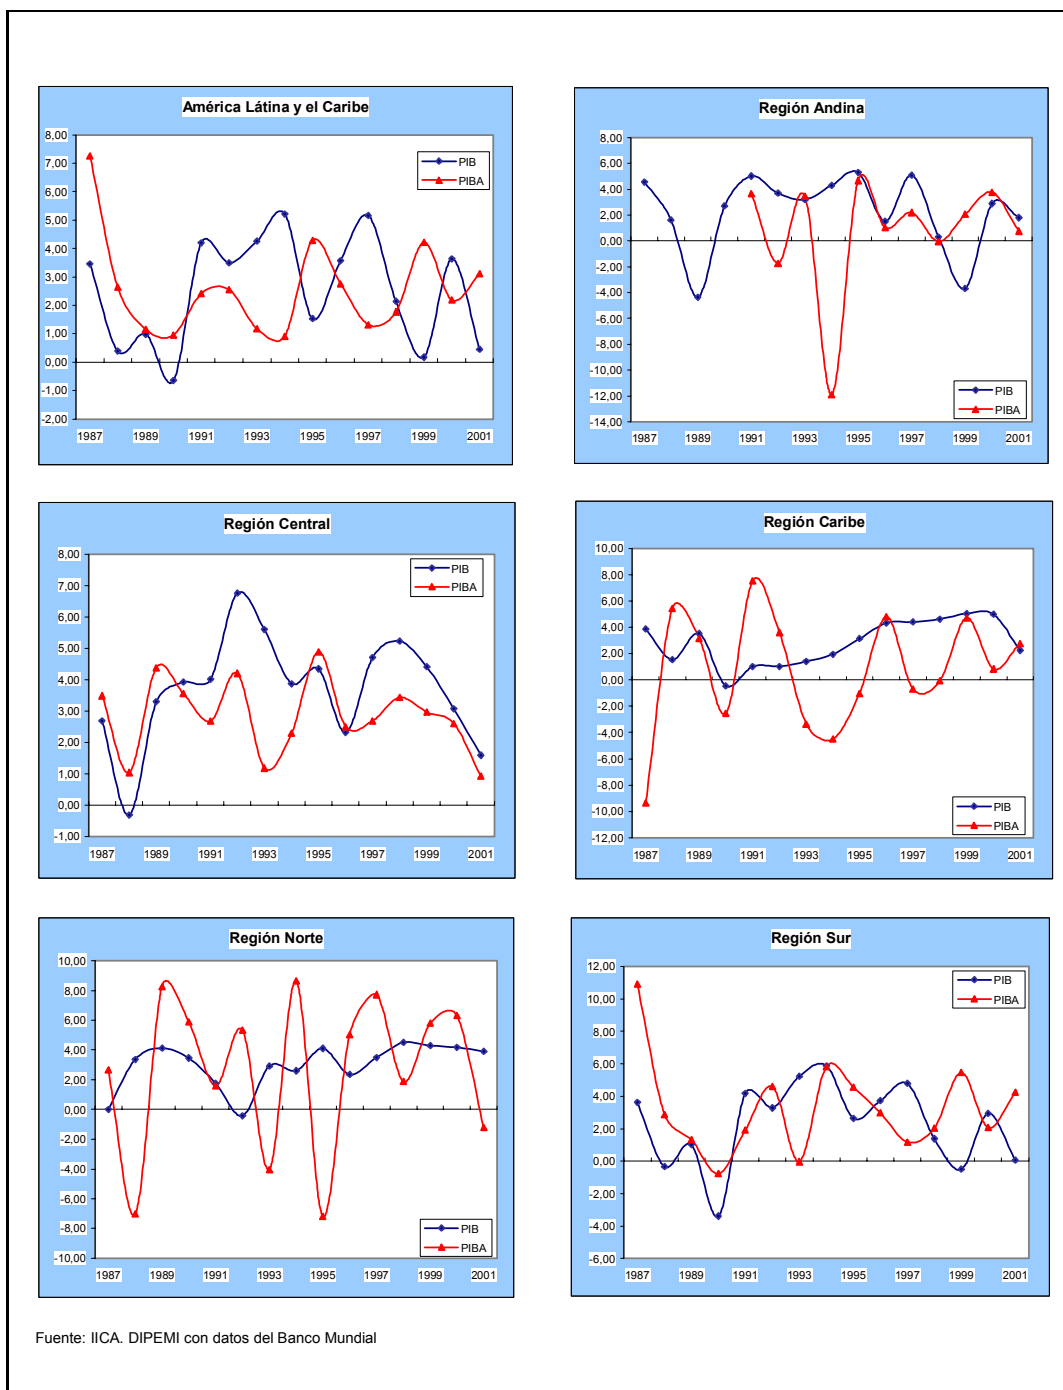 América Látina y el Caribe
8,00
7,00
6,00
5,00
4,00
3,00
2,00
1,00
0,00
-1,00
-2,00
1987 1989 1991 1993 1995 1997 1999 2001
PIB
PIBA
Región Andina
8,00
6,00
4,00
2,00
0,00
-2,00
-4,00
-6,00
-8,00
-10,00
-12,00
-14,00
1987 1989 1991 1993 1995 1997 1999 2001
PIB
PIBA
Región Central
8,00
7,00
6,00
5,00
4,00
3,00
2,00
1,00
0,00
-1,00
1987 1989 1991 1993 1995 1997 1999 2001
PIB
PIBA
Región Caribe
10,00
8,00
6,00
4,00
2,00
0,00
-2,00
-4,00
-6,00
-8,00
-10,00
-12,00
1987 1989 1991 1993 1995 1997 1999 2001
PIB
PIBA
Región Norte
10,00
8,00
6,00
4,00
2,00
0,00
-2,00
-4,00
-6,00
-8,00
-10,00
1987 1989 1991 1993 1995 1997 1999 2001
PIB
PIBA
Región Sur
12,00
10,00
8,00
6,00
4,00
2,00
0,00
-2,00
-4,00
-6,00
1987 1989 1991 1993 1995 1997 1999 2001
PIB
PIBA
Fuente: IICA. DIPEMI con datos del Banco Mundial